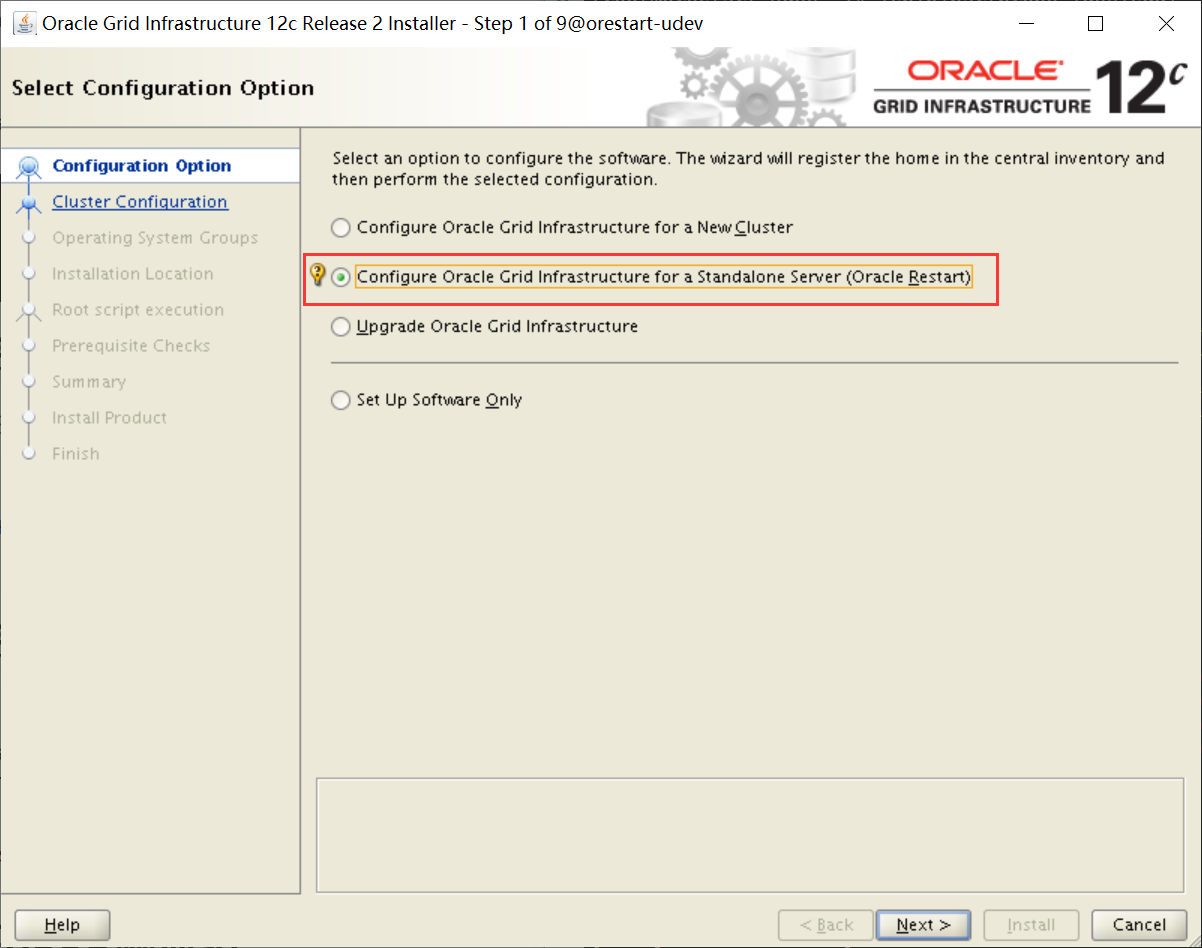 Oracle Grid Infrastructure 12c Release 2 Installer - Step 1 of 9@orestart-udev
Select Configuration Option
ORACLE
GRID INFRASTRUCTURE
12c
Configuration Option
Cluster Configuration
Operating System Groups
Installation Location
Root script execution
Prerequisite Checks
Summary
Install Product
Finish
Select an option to configure the software. The wizard will register the home in the central inventory and
then perform the selected configuration.
Configure Oracle Grid Infrastructure for a New Cluster
Configure Oracle Grid Infrastructure for a Standalone Server (Oracle Restart)
Upgrade Oracle Grid Infrastructure
Set Up Software Only
Help
< Back
Next >
Install
Cancel